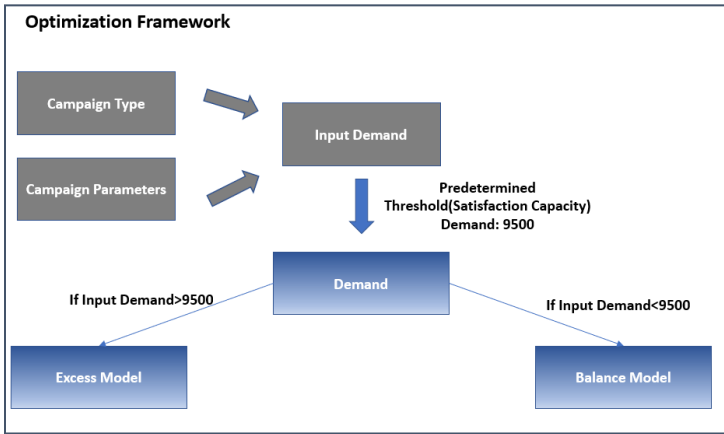 Optimization Framework
Campaign Type
Input Demand
Campaign Parameters
Predetermined
Threshold(Satisfaction Capacity)
Demand: 9500
Demand
If Input Demand>9500
If Input Demand<9500
Excess Model
Balance Model